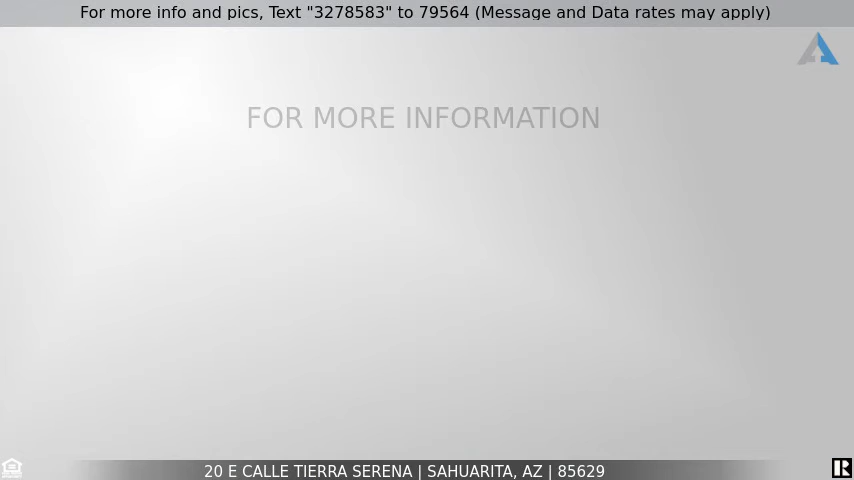 For more info and pics, Text "3278583" to 79564 (Message and Data rates may apply)
FOR MORE INFORMATION
20 E CALLE TIERRA SERENA | SAHUARITA, AZ | 85629